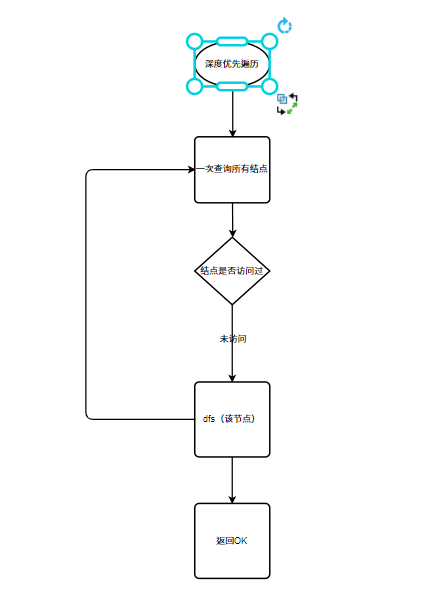 深度优先遍历
一次查询所有结点
结点是否访问过
未访问
dfs（该节点）
返回OK